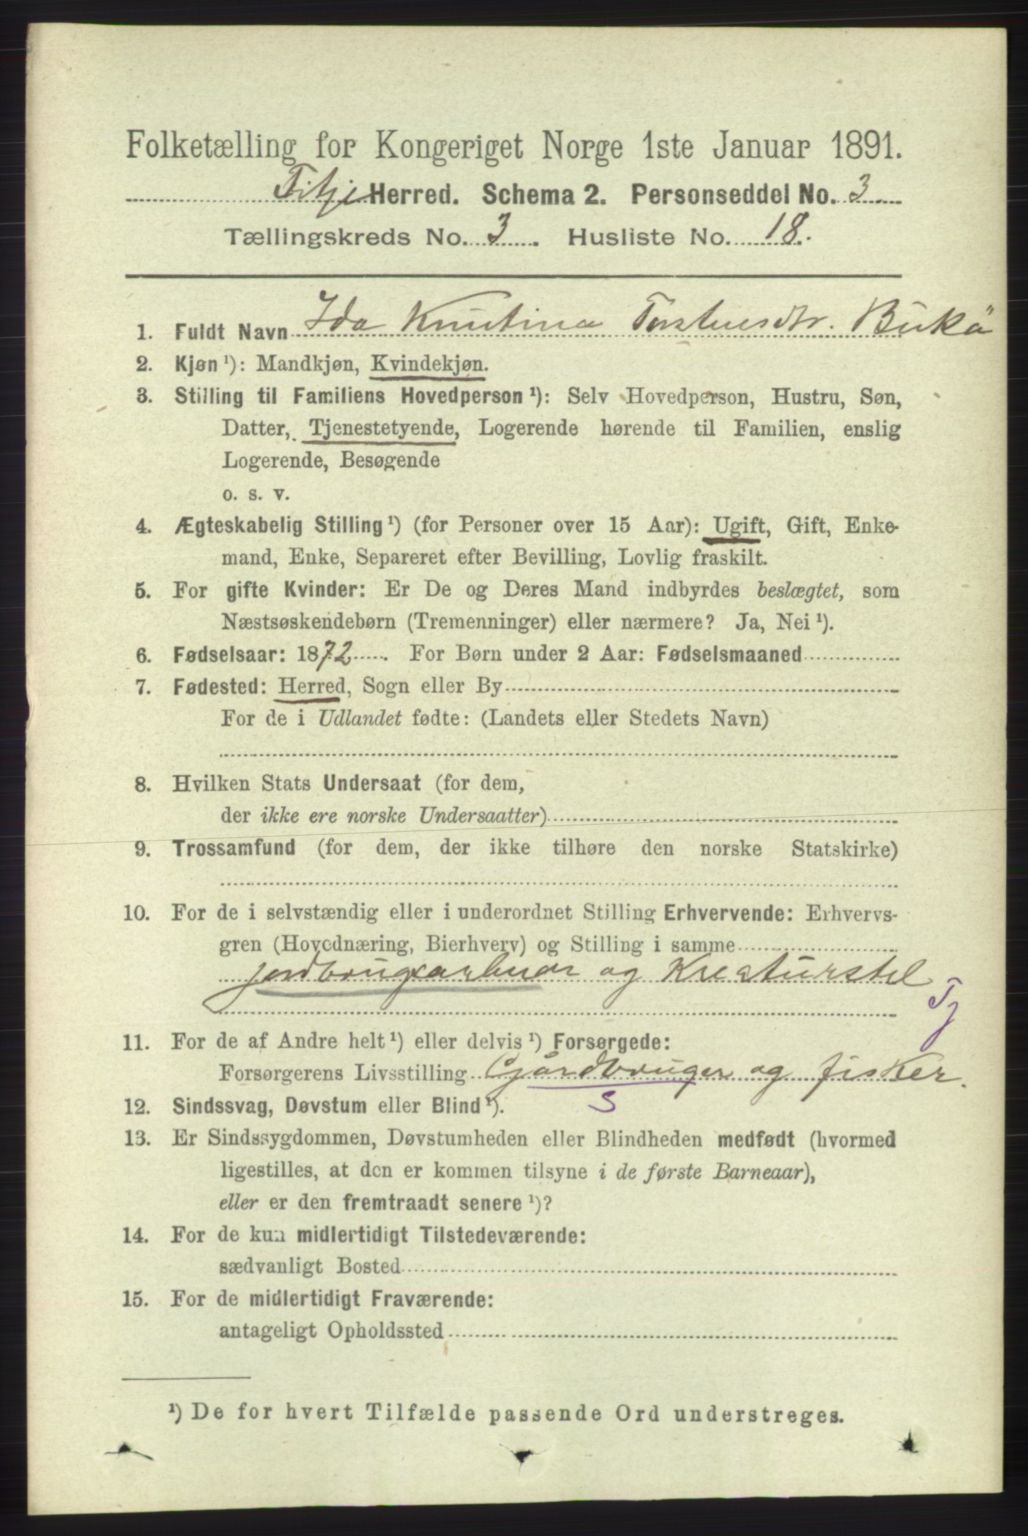 Folketælling for Kongeriget Norge 1ste Januar 1891.
Fitje Herred. Schema 2. Personseddel No. 3
Tællingskreds No. 3. Husliste No. 18.
1. Fuldt Navn Ida Knutina Torstensdtr. Bukö
2. Kjøn ¹): Mandkjøn, Kvindekjøn.
3. Stilling til Familiens Hovedperson ¹): Selv Hovedperson, Hustru, Søn,
Datter, Tjenestetyende, Logerende hørende til Familien, enslig
Logerende, Besøgende
o. s. v.
4. Ægteskabelig Stilling ¹) (for Personer over 15 Aar): Ugift, Gift, Enke-
mand, Enke, Separeret efter Bevilling, Lovlig fraskilt.
5. For gifte Kvinder: Er De og Deres Mand indbyrdes beslægtet, som
Næstsøskendebørn (Tremenninger) eller nærmere? Ja, Nei ¹).
6. Fødselsaar: 1872. For Børn under 2 Aar: Fødselsmaaned
7. Fødested: Herred, Sogn eller By
For de i Udlandet fødte: (Landets eller Stedets Navn)
8. Hvilken Stats Undersaat (for dem,
der ikke ere norske Undersaatter)
9. Trossamfund (for dem, der ikke tilhøre den norske Statskirke)
10. For de i selvstændig eller i underordnet Stilling Erhvervende: Erhvervs-
gren (Hovednæring, Bierhverv) og Stilling i samme
jordbrugsarbeide og Kreaturstel
Tj
11. For de af Andre helt ¹) eller delvis ¹) Forsørgede:
Forsørgerens Livsstilling Gårdbruger og fisker.
12. Sindssvag, Døvstum eller Blind ¹). S
13. Er Sindssygdommen, Døvstumheden eller Blindheden medfødt (hvormed
ligestilles, at den er kommen tilsyne i de første Barneaar),
eller er den fremtraadt senere ¹)?
14. For de kun midlertidigt Tilstedeværende:
sædvanligt Bosted
15. For de midlertidigt Fraværende:
antageligt Opholdssted
¹) De for hvert Tilfælde passende Ord understreges.